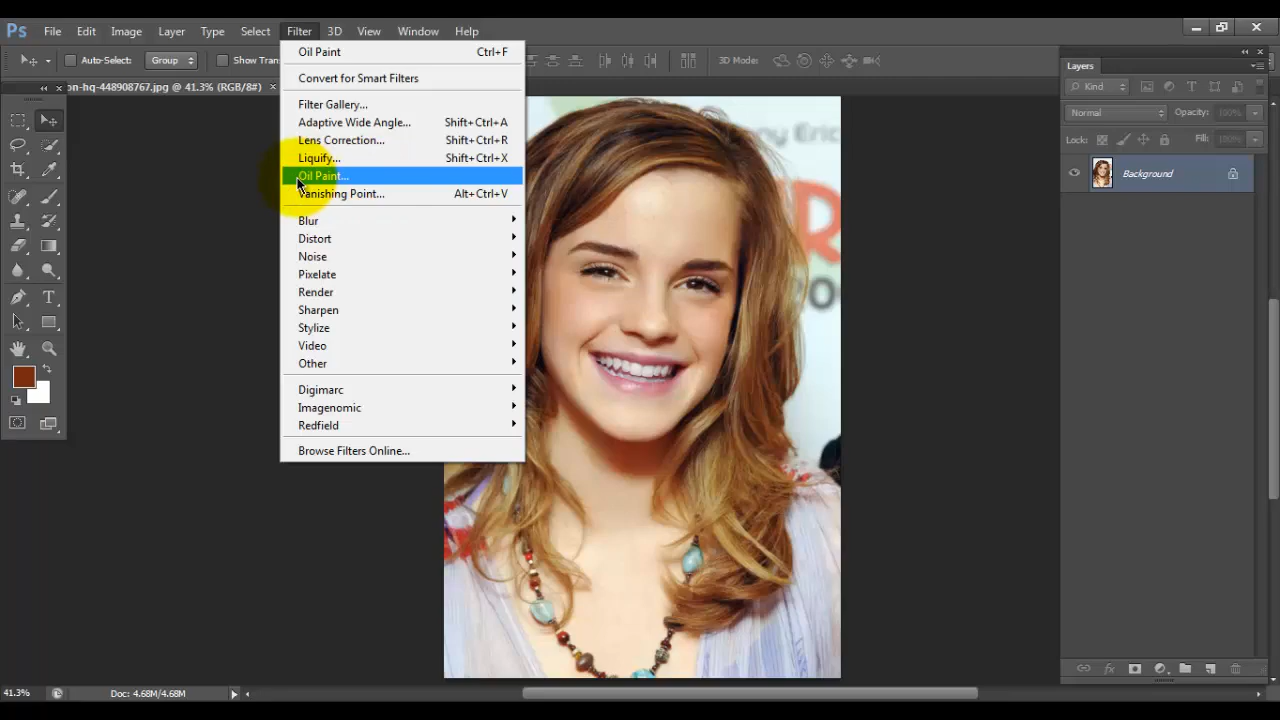 Ps File Edit Image Layer Type Select Filter 3D View Window Help
Auto-Select: Group Show Tran 3D Mode:
on-hq-448908767.jpg @ 41.3% (RGB/8#) ×
Oil Paint Ctrl+F
Convert for Smart Filters
Filter Gallery...
Adaptive Wide Angle... Shift+Ctrl+A
Lens Correction... Shift+Ctrl+R
Liquify... Shift+Ctrl+X
Oil Paint...
Vanishing Point... Alt+Ctrl+V
Blur
Distort
Noise
Pixelate
Render
Sharpen
Stylize
Video
Other
Digimarc
Imagenomic
Redfield
Browse Filters Online...
Layers
Kind
Normal Opacity: 100%
Lock: Fill: 100%
Background
41.3% Doc: 4.68M/4.68M